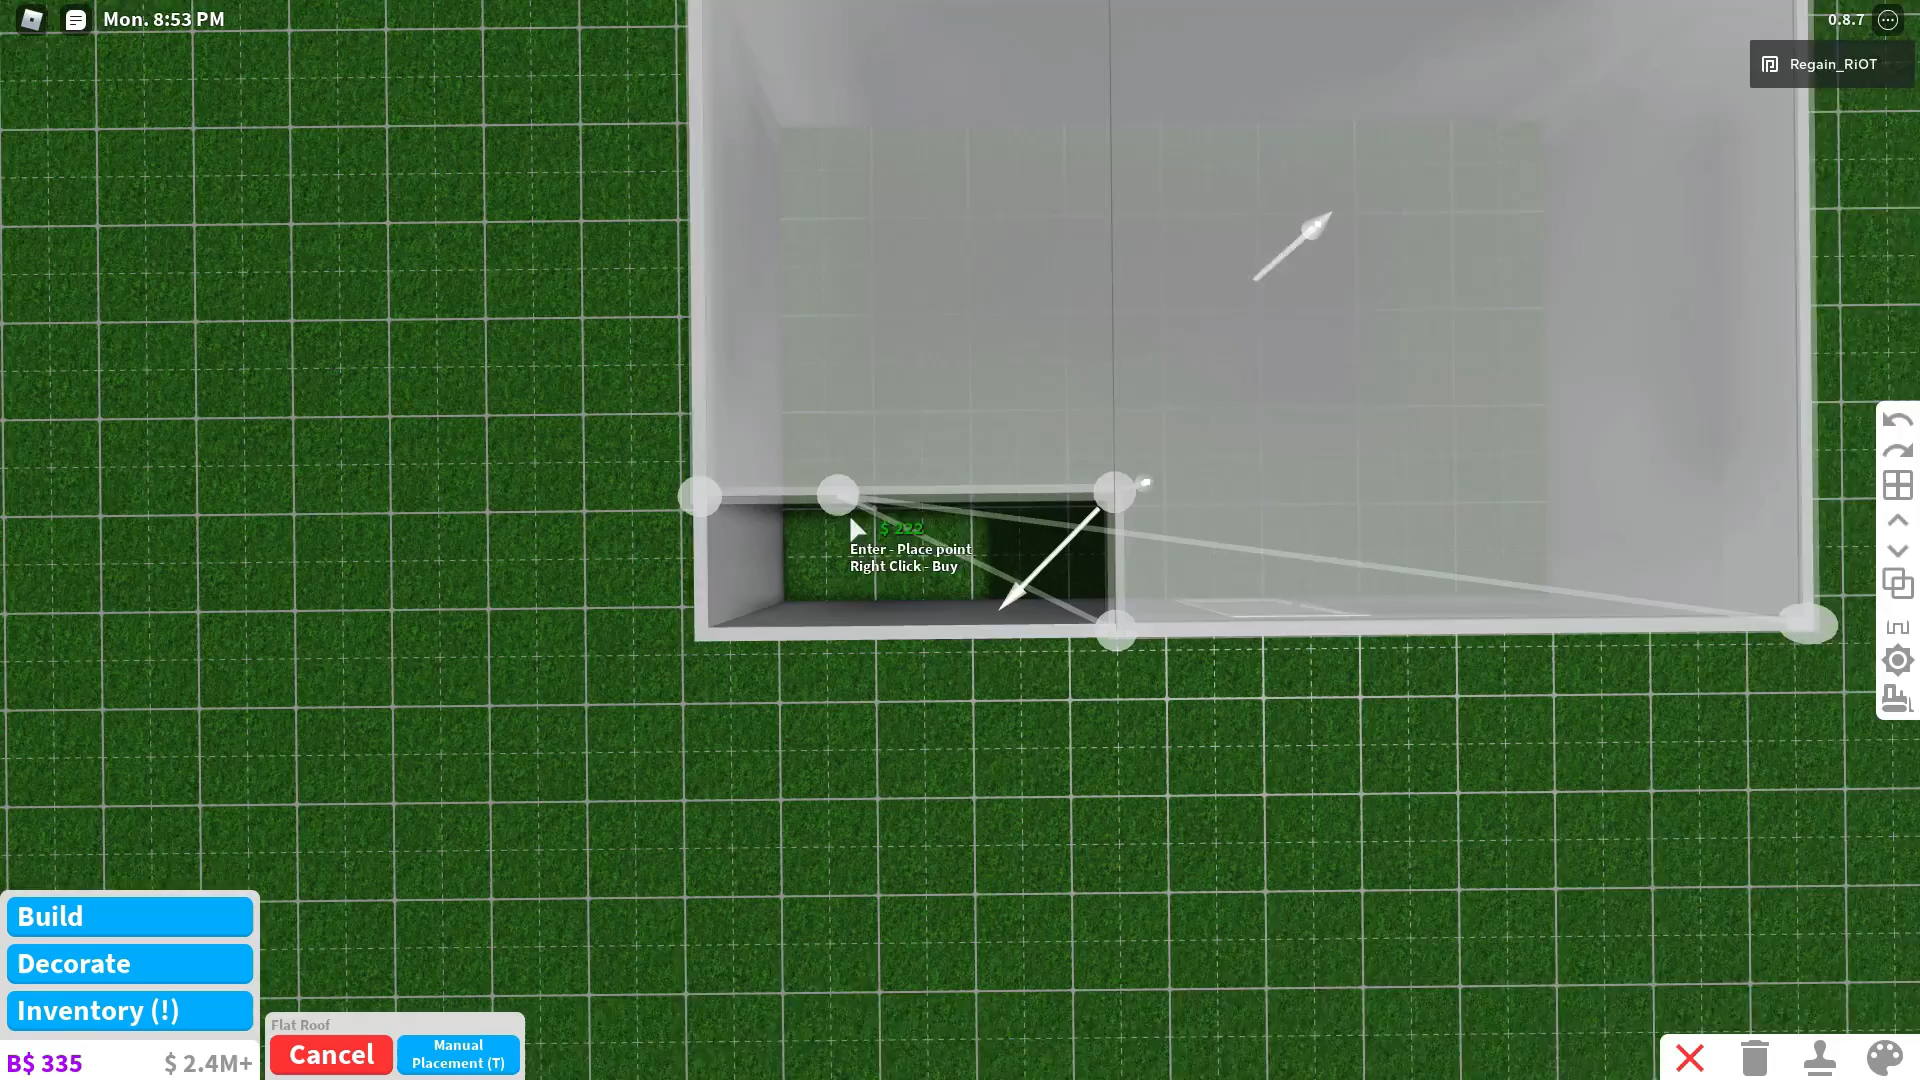 Mon. 8:53 PM
0.8.7
Regain_RiOT
$ 222
Enter - Place point
Right Click - Buy
Build
Decorate
Inventory (!)
B$ 335
$ 2.4M+
Flat Roof
Cancel
Manual
Placement (T)